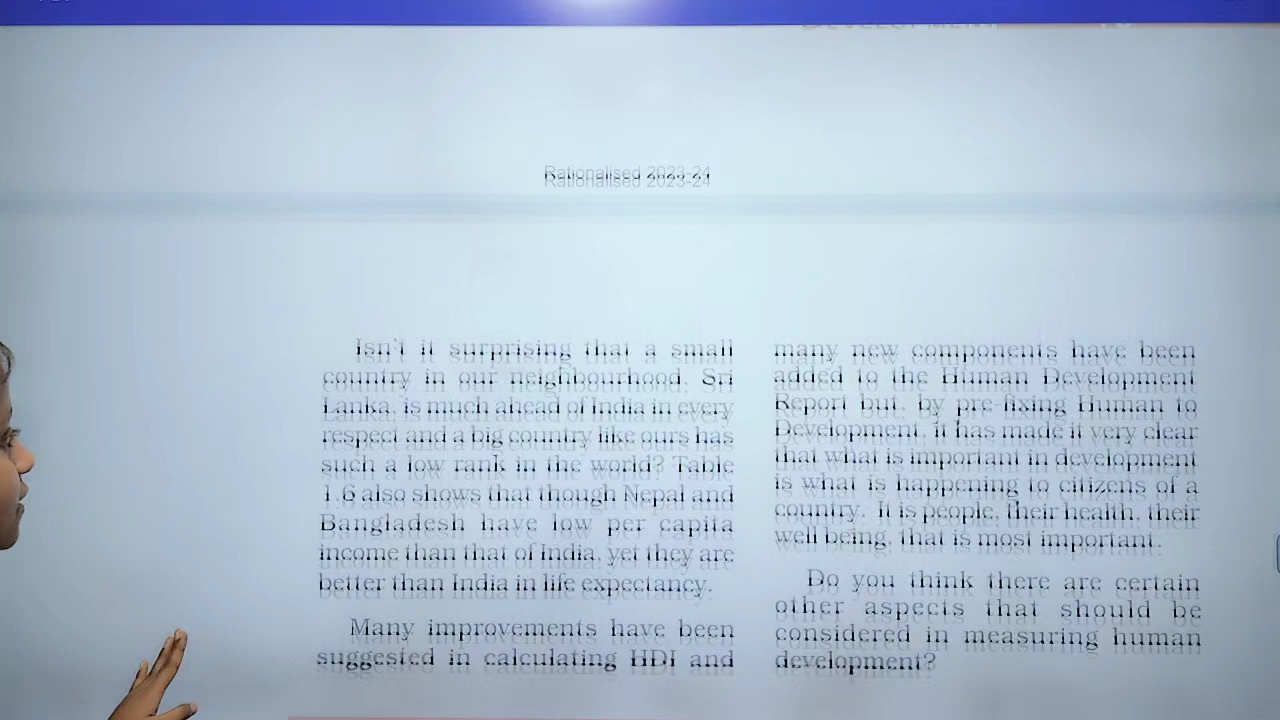 DEVELOPMENT
Rationalised 2023-24
Isn't it surprising that a small
country in our neighbourhood, Sri
Lanka, is much ahead of India in every
respect and a big country like ours has
such a low rank in the world? Table
1.6 also shows that though Nepal and
Bangladesh have low per capita
income than that of India, yet they are
better than India in life expectancy.
Many improvements have been
suggested in calculating HDI and
many new components have been
added to the Human Development
Report but, by pre-fixing Human to
Development, it has made it very clear
that what is important in development
is what is happening to citizens of a
country. It is people, their health, their
well being, that is most important.
Do you think there are certain
other aspects that should be
considered in measuring human
development?